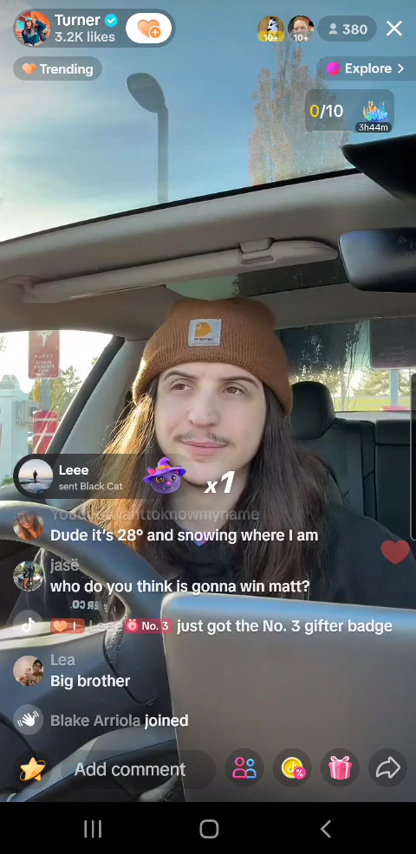 Turner
3.2K likes
10+
10+
380
Trending
Explore
0/10
3h44m
Leee
sent Black Cat
x1
Dude it's 28º and snowing where I am
jasë
who do you think is gonna win matt?
I Leee No. 3 just got the No. 3 gifter badge
Lea
Big brother
Blake Arriola joined
Add comment